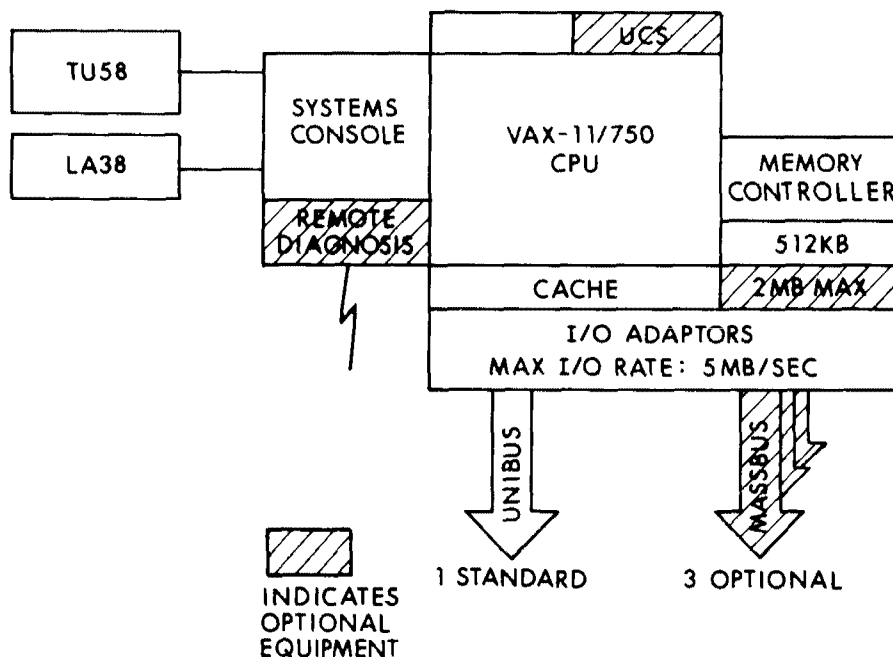 UCS
TU58
LA38
SYSTEMS
CONSOLE
REMOTE
DIAGNOSIS
VAX-11/750
CPU
MEMORY
CONTROLLER
512KB
2MB MAX
CACHE
I/O ADAPTORS
MAX I/O RATE: 5MB/SEC
UNIBUS
MASSBUS
1 STANDARD
3 OPTIONAL
INDICATES
OPTIONAL
EQUIPMENT